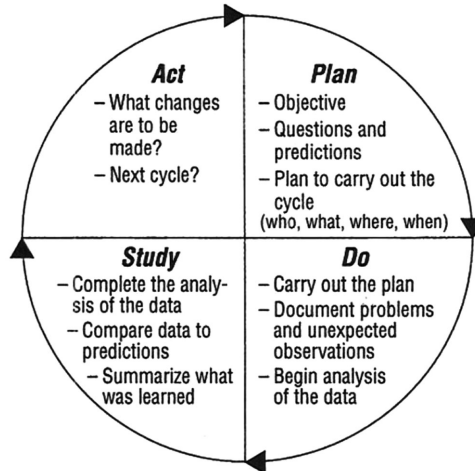 Act
– What changes
are to be
made?
– Next cycle?
Plan
– Objective
– Questions and
predictions
– Plan to carry out the
cycle
(who, what, where, when)
Study
– Complete the analy-
sis of the data
– Compare data to
predictions
– Summarize what
was learned
Do
– Carry out the plan
– Document problems
and unexpected
observations
– Begin analysis
of the data